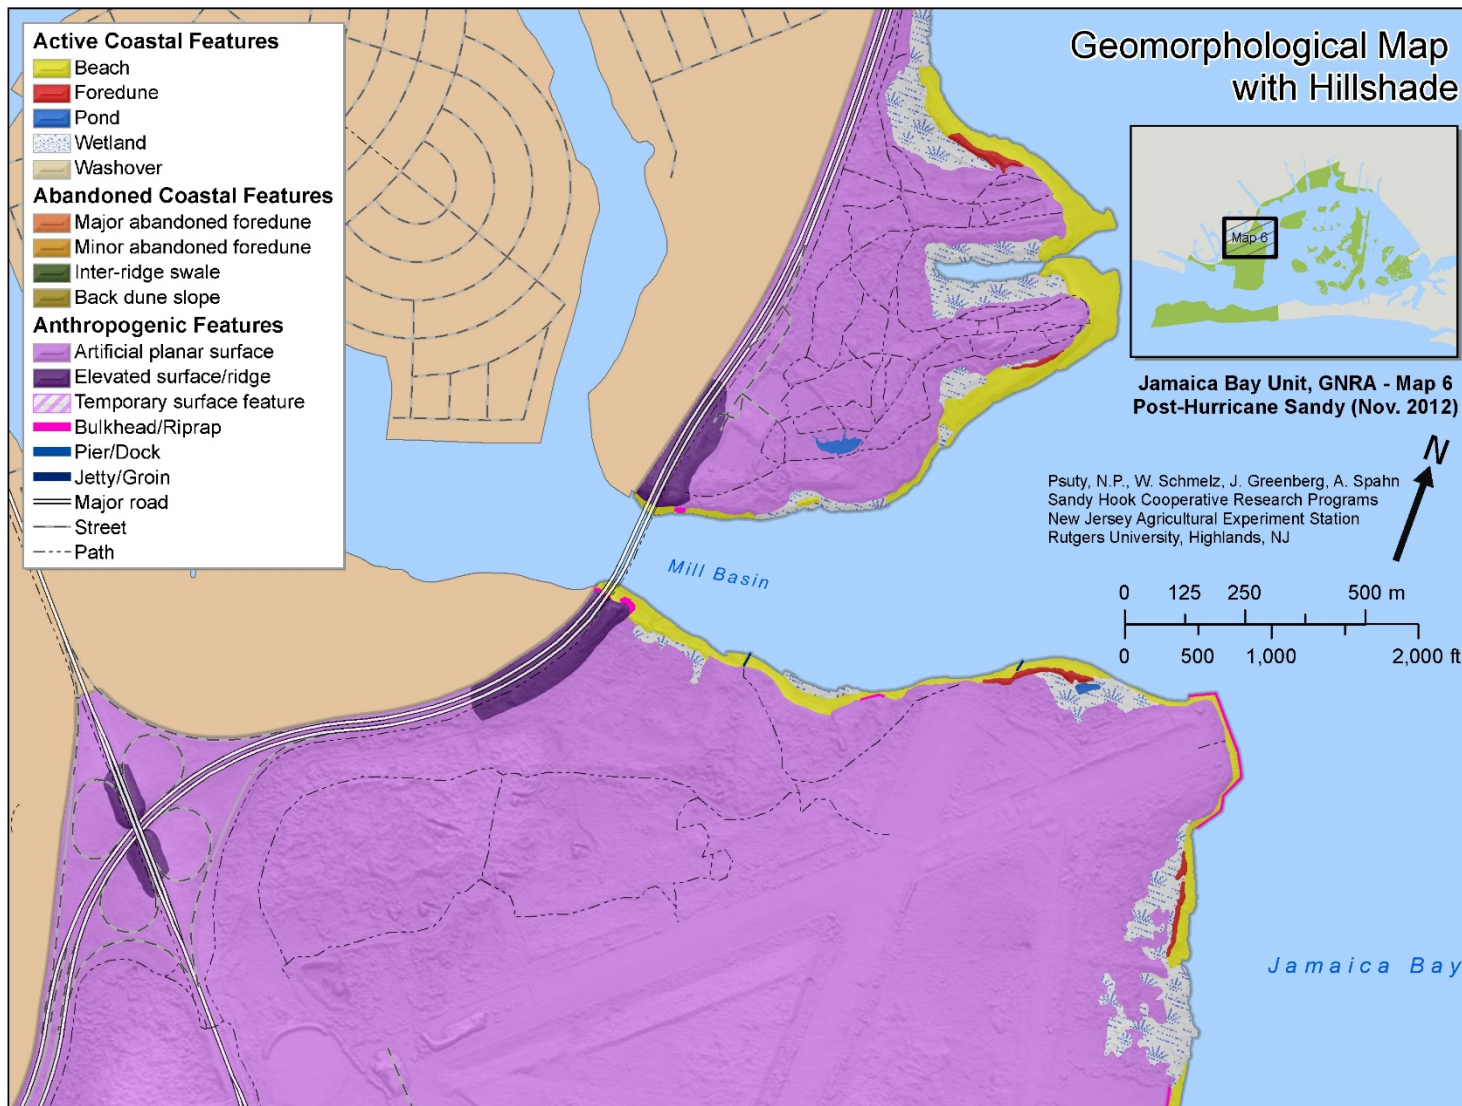 Active Coastal Features
Beach
Foredune
Pond
Wetland
Washover
Abandoned Coastal Features
Major abandoned foredune
Minor abandoned foredune
Inter-ridge swale
Back dune slope
Anthropogenic Features
Artificial planar surface
Elevated surface/ridge
Temporary surface feature
Bulkhead/Riprap
Pier/Dock
Jetty/Groin
Major road
Street
Path
Geomorphological Map
with Hillshade
Map 6
Jamaica Bay Unit, GNRA - Map 6
Post-Hurricane Sandy (Nov. 2012)
N
Psuty, N.P., W. Schmelz, J. Greenberg, A. Spahn
Sandy Hook Cooperative Research Programs
New Jersey Agricultural Experiment Station
Rutgers University, Highlands, NJ
0 125 250 500 m
0 500 1,000 2,000 ft
Mill Basin
Jamaica Bay